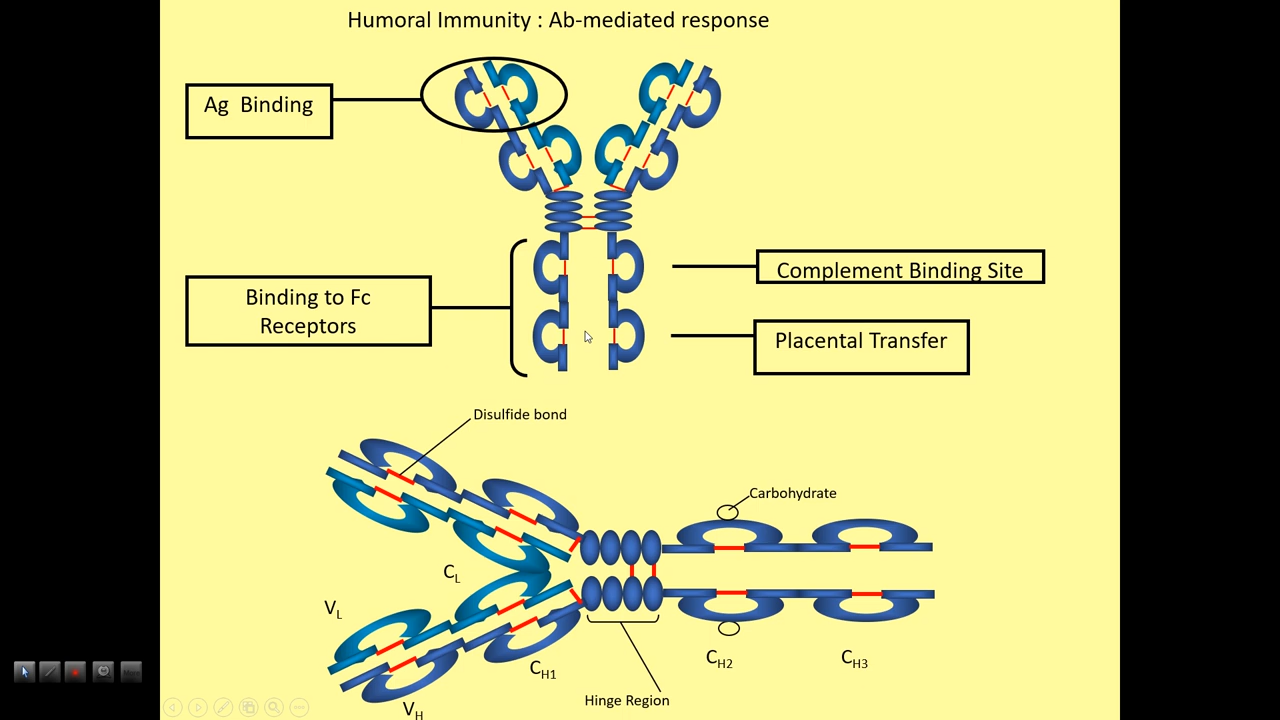 Humoral Immunity : Ab-mediated response
Ag Binding
Binding to Fc
Receptors
Complement Binding Site
Placental Transfer
Disulfide bond
Carbohydrate
CL
VL
CH1
VH
Hinge Region
CH2
CH3